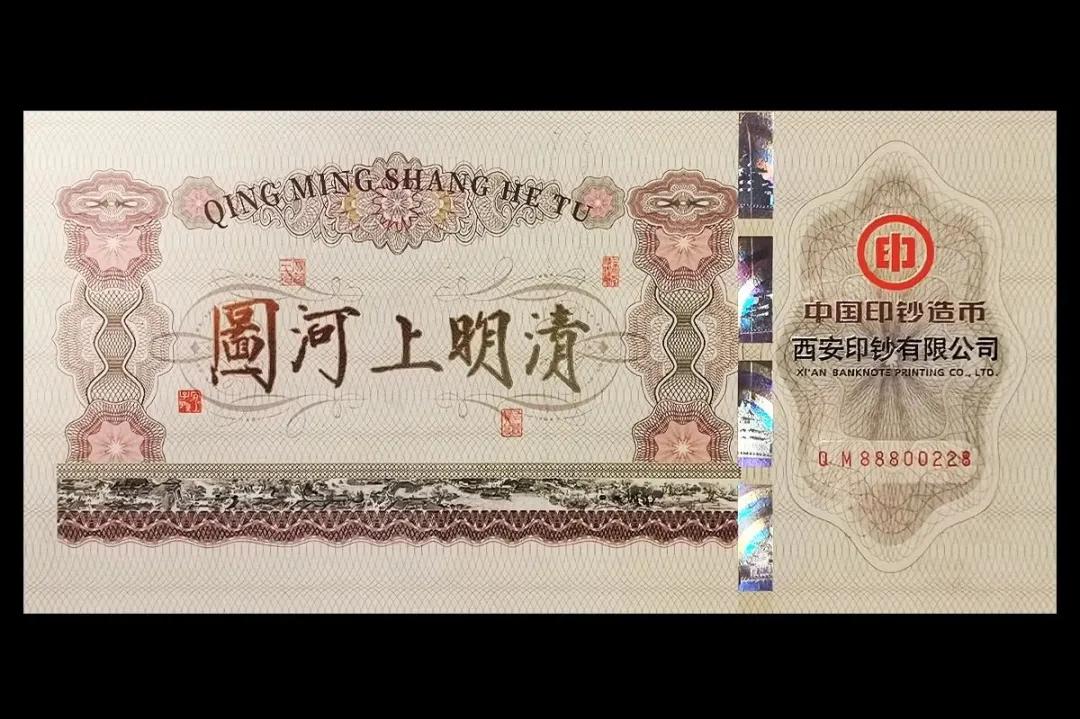 QING MING SHANG HE TU
圖河上明清
印
中国印钞造币
西安印钞有限公司
XI'AN BANKNOTE PRINTING CO., LTD.
QM88800228